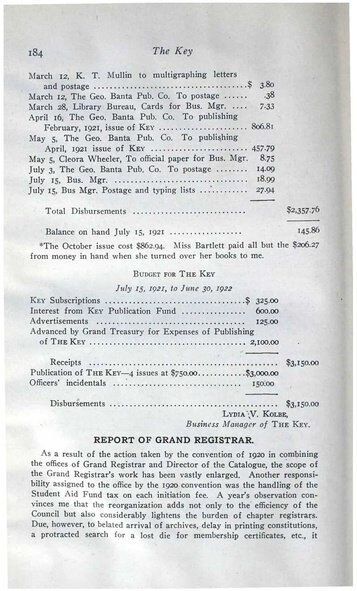 184 The Key
March 12, K. T. Mullin to multigraphing letters
and postage ................................$ 3.80
March 12, The Geo. Banta Pub. Co. To postage ...... .38
March 28, Library Bureau, Cards for Bus. Mgr. .... 7.33
April 16, The Geo. Banta Pub. Co. To publishing
February, 1921, issue of KEY .................. 806.81
May 5, The Geo. Banta Pub. Co. To publishing
April, 1921 issue of KEY .................... 457.79
May 5, Cleora Wheeler, To official paper for Bus. Mgr. 8.75
July 3, The Geo. Banta Pub. Co. To postage ....... 14.09
July 15, Bus. Mgr. ............................. 18.99
July 15, Bus Mgr. Postage and typing lists ........... 27.94
Total Disbursements ........................ $2,357.76
Balance on hand July 15, 1921 .................. 145.86
*The October issue cost $862.94. Miss Bartlett paid all but the $206.27
from money in hand when she turned over her books to me.
BUDGET FOR THE KEY
July 15, 1921, to June 30, 1922
KEY Subscriptions .................................$ 325.00
Interest from KEY Publication Fund ............... 600.00
Advertisements .................................. 125.00
Advanced by Grand Treasury for Expenses of Publishing
of THE KEY ................................... 2,100.00
Receipts ................................... $3,150.00
Publication of THE KEY—4 issues at $750.00............$3,000.00
Officers' incidentals ............................. 150.00
Disbursements .............................. $3,150.00
LYDIA V. KOLBE,
Business Manager of THE KEY.
REPORT OF GRAND REGISTRAR.
As a result of the action taken by the convention of 1920 in combining
the offices of Grand Registrar and Director of the Catalogue, the scope of
the Grand Registrar's work has been vastly enlarged. Another responsi-
bility assigned to the office by the 1920 convention was the handling of the
Student Aid Fund tax on each initiation fee. A year's observation con-
vinces me that the reorganization adds not only to the efficiency of the
Council but also considerably lightens the burden of chapter registrars.
Due, however, to belated arrival of archives, delay in printing constitutions,
a protracted search for a lost die for membership certificates, etc., it